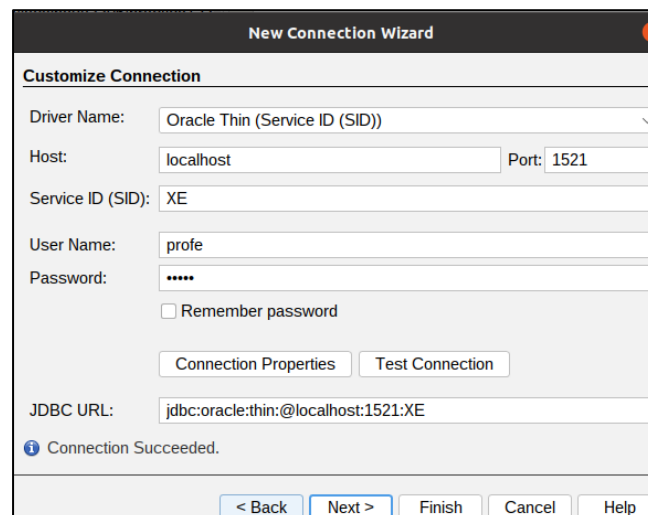 New Connection Wizard
Customize Connection
Driver Name: Oracle Thin (Service ID (SID))
Host: localhost Port: 1521
Service ID (SID): XE
User Name: profe
Password: •••••
Remember password
Connection Properties Test Connection
JDBC URL: jdbc:oracle:thin:@localhost:1521:XE
Connection Succeeded.
< Back Next > Finish Cancel Help